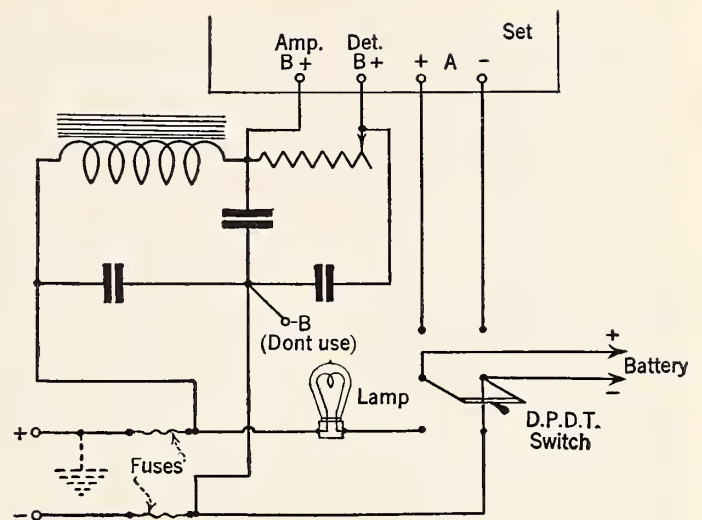 Set
Amp.
B+
Det.
B+
+ A -
-B
(Dont use)
Lamp
+
Battery
-
D.P.D.T.
Switch
+
Fuses
-